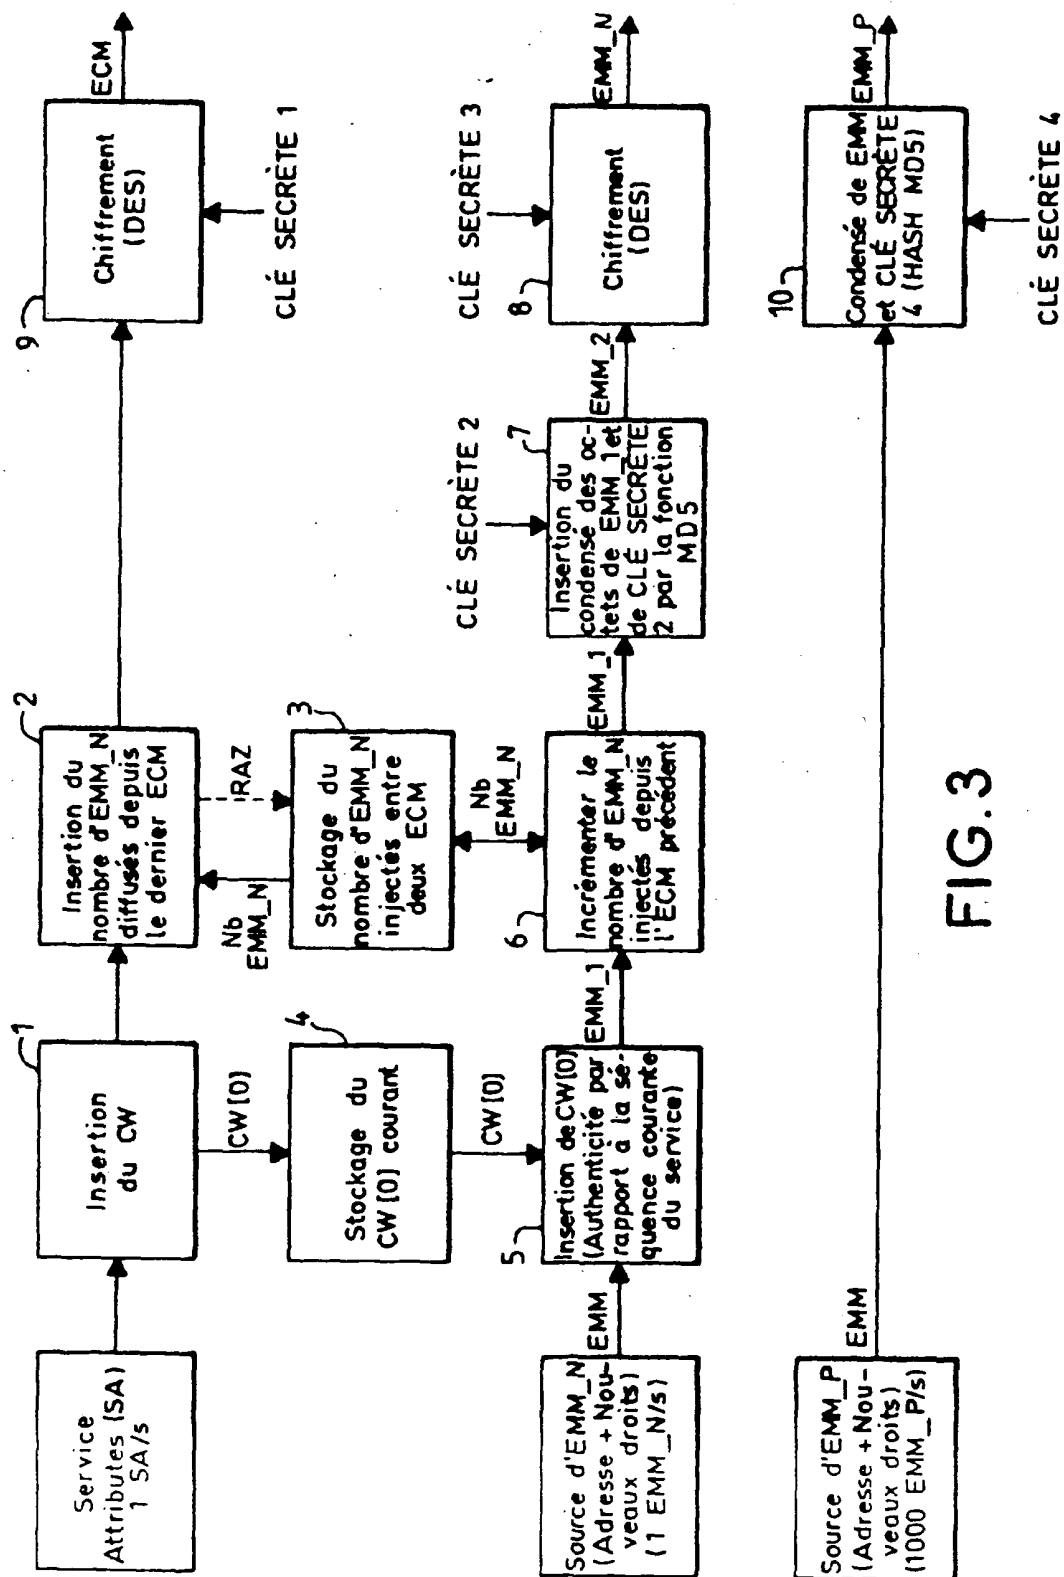 Service
Attributes (SA)
1 SA/s
1
Insertion
du CW
2
Insertion du
nombre d'EMM_N
diffusés depuis
le dernier ECM
9
Chiffrement
(DES)
ECM
CLÉ SECRÈTE 1
CW[0]
Nb
EMM_N
RAZ
4
Stockage du
CW[0] courant
3
Stockage du
nombre d'EMM_N
injectés entre
deux ECM
CW[0]
Nb
EMM_N
CLÉ SECRÈTE 2
CLÉ SECRÈTE 3
Source d'EMM_N
(Adresse + Nou-
veaux droits)
(1 EMM_N/s)
EMM
5
Insertion de CW[0]
(Authenticité par
rapport à la sé-
quence courante
du service)
EMM_1
6
Incrémenter le
nombre d'EMM_N
injectés depuis
l'ECM précédent
EMM_1
7
Insertion du
condensé des oc-
tets de EMM_1 et
de CLÉ SECRÈTE
2 par la fonction
MD5
EMM_2
8
Chiffrement
(DES)
EMM_N
Source d'EMM_P
(Adresse + Nou-
veaux droits)
(1000 EMM_P/s)
EMM
10
Condensé de EMM
et CLÉ SECRÈTE
4 (HASH MD5)
EMM_P
CLÉ SECRÈTE 4
FIG.3